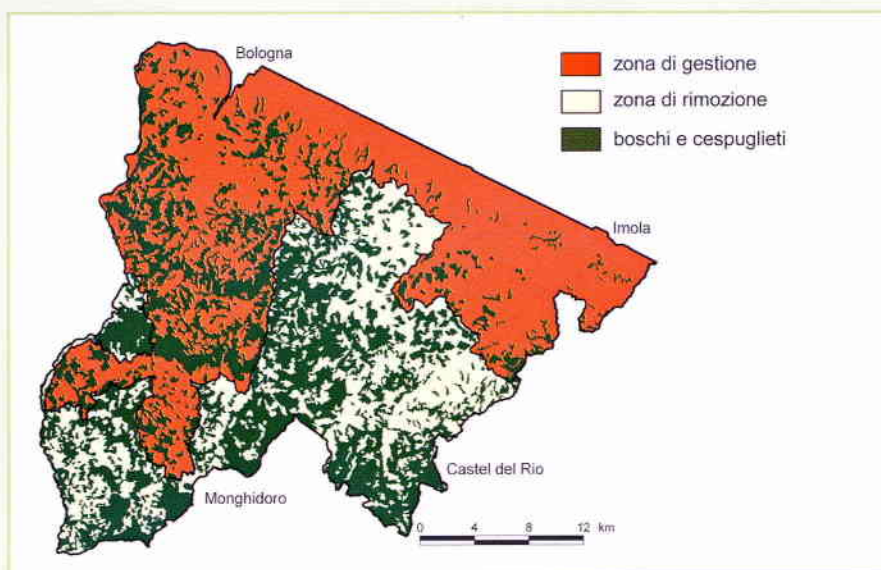 Bologna
zona di gestione
zona di rimozione
boschi e cespuglieti
Imola
Castel del Rio
Monghidoro
0 4 8 12 km